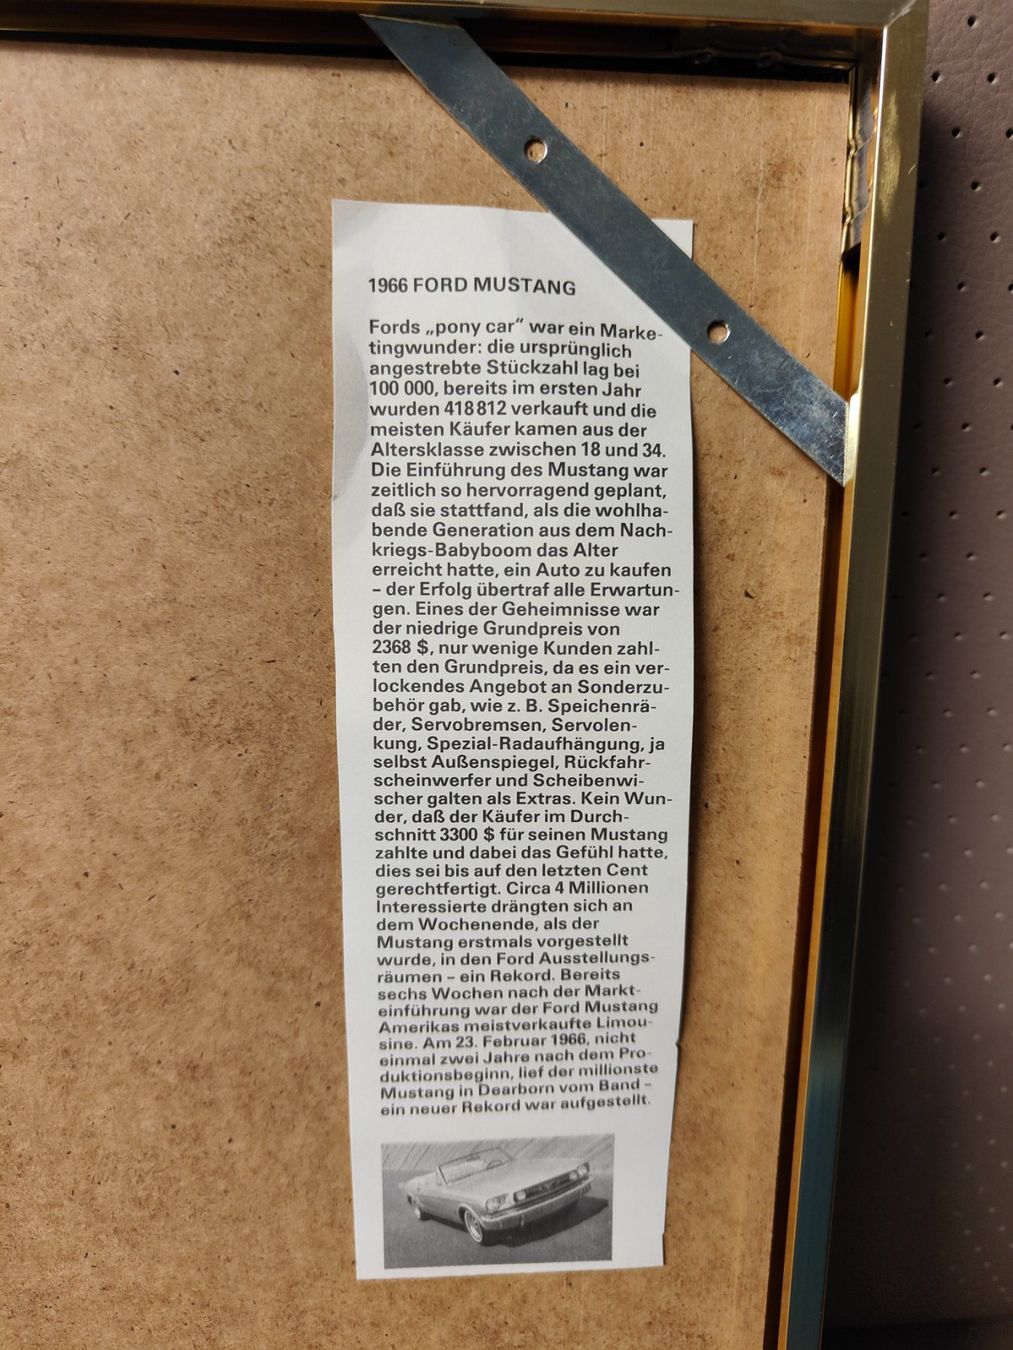 1966 FORD MUSTANG
Fords „pony car“ war ein Marke-
tingwunder: die ursprünglich
angestrebte Stückzahl lag bei
100 000, bereits im ersten Jahr
wurden 418 812 verkauft und die
meisten Käufer kamen aus der
Altersklasse zwischen 18 und 34.
Die Einführung des Mustang war
zeitlich so hervorragend geplant,
daß sie stattfand, als die wohlha-
bende Generation aus dem Nach-
kriegs-Babyboom das Alter
erreicht hatte, ein Auto zu kaufen
– der Erfolg übertraf alle Erwartun-
gen. Eines der Geheimnisse war
der niedrige Grundpreis von
2368 $, nur wenige Kunden zahl-
ten den Grundpreis, da es ein ver-
lockendes Angebot an Sonderzu-
behör gab, wie z. B. Speichenrä-
der, Servobremsen, Servolen-
kung, Spezial-Radaufhängung, ja
selbst Außenspiegel, Rückfahr-
scheinwerfer und Scheibenwi-
scher galten als Extras. Kein Wun-
der, daß der Käufer im Durch-
schnitt 3300 $ für seinen Mustang
zahlte und dabei das Gefühl hatte,
dies sei bis auf den letzten Cent
gerechtfertigt. Circa 4 Millionen
Interessierte drängten sich an
dem Wochenende, als der
Mustang erstmals vorgestellt
wurde, in den Ford Ausstellungs-
räumen – ein Rekord. Bereits
sechs Wochen nach der Markt-
einführung war der Ford Mustang
Amerikas meistverkaufte Limou-
sine. Am 23. Februar 1966, nicht
einmal zwei Jahre nach dem Pro-
duktionsbeginn, lief der millionste
Mustang in Dearborn vom Band –
ein neuer Rekord war aufgestellt.